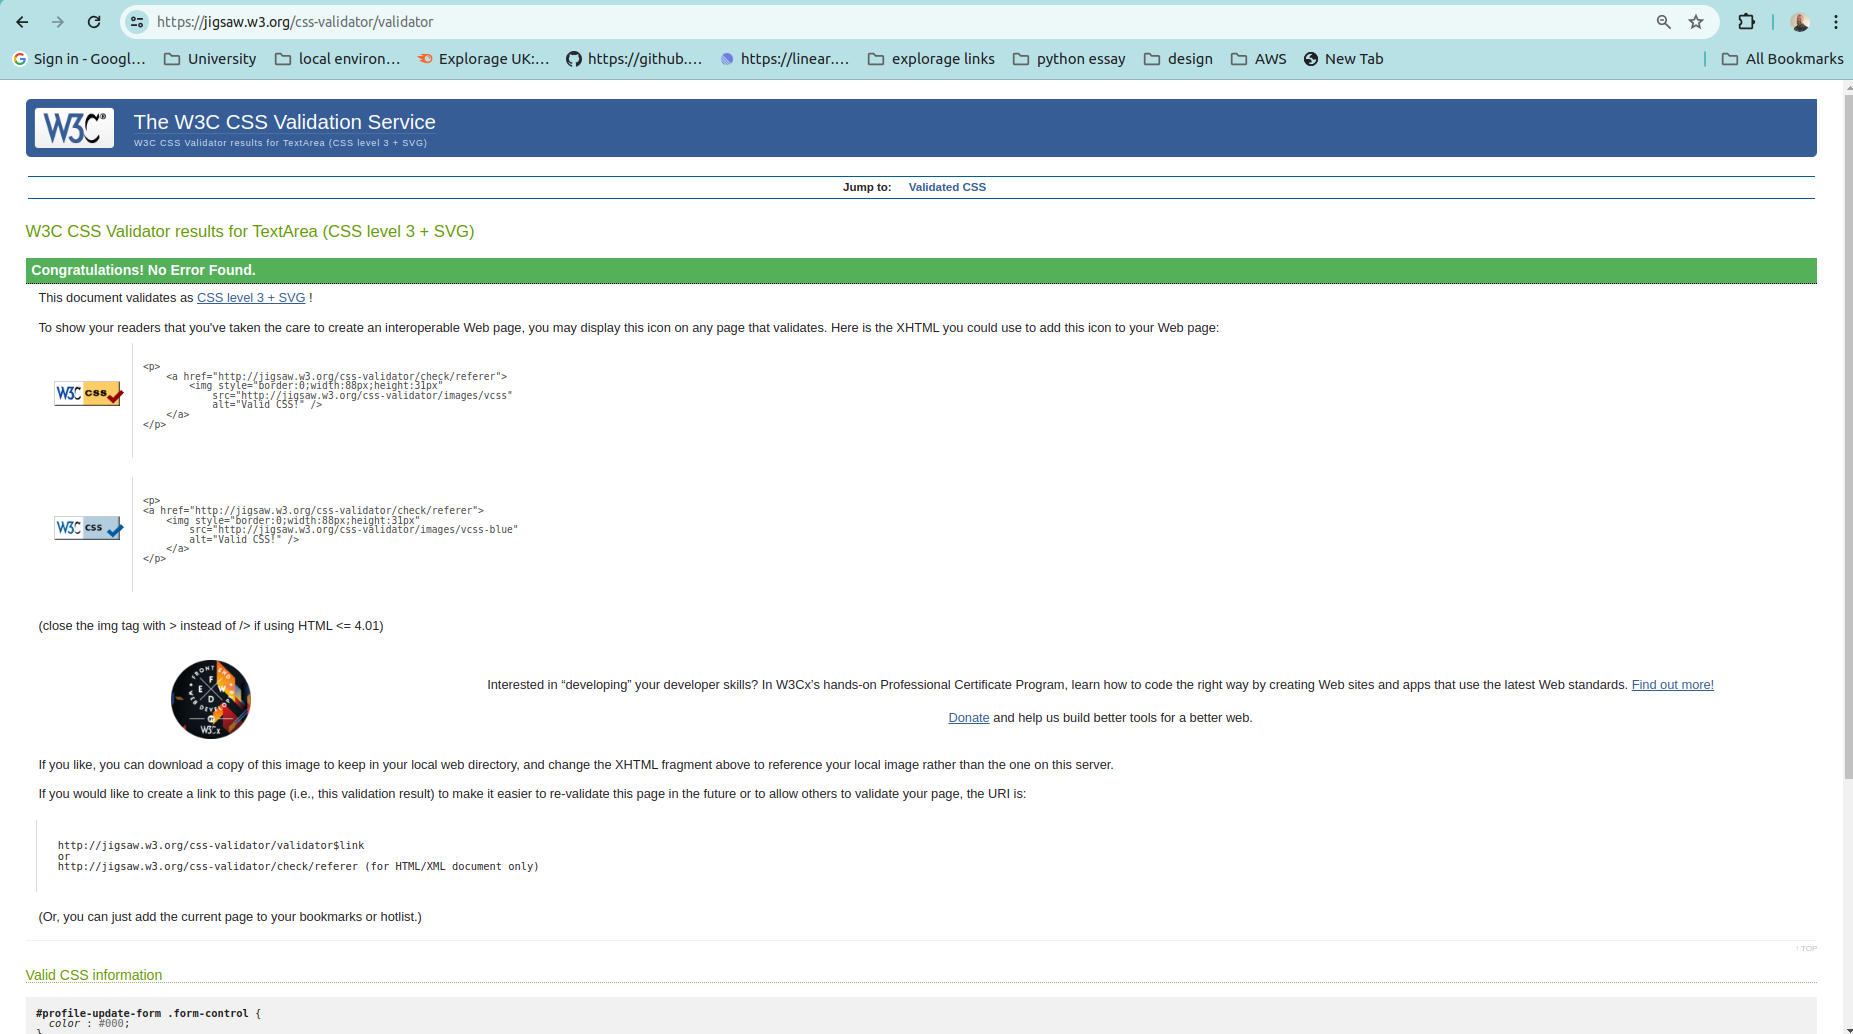 https://jigsaw.w3.org/css-validator/validator
Sign in - Googl... University local environ... Explorage UK:... https://github.... https://linear.... explorage links python essay design AWS New Tab All Bookmarks
W3C® The W3C CSS Validation Service
W3C CSS Validator results for TextArea (CSS level 3 + SVG)
Jump to: Validated CSS
W3C CSS Validator results for TextArea (CSS level 3 + SVG)
Congratulations! No Error Found.
This document validates as CSS level 3 + SVG !
To show your readers that you've taken the care to create an interoperable Web page, you may display this icon on any page that validates. Here is the XHTML you could use to add this icon to your Web page:
W3C css
<p>
<a href="http://jigsaw.w3.org/css-validator/check/referer">
<img style="border:0;width:88px;height:31px"
src="http://jigsaw.w3.org/css-validator/images/vcss"
alt="Valid CSS!" />
</a>
</p>
W3C css
<p>
<a href="http://jigsaw.w3.org/css-validator/check/referer">
<img style="border:0;width:88px;height:31px"
src="http://jigsaw.w3.org/css-validator/images/vcss-blue"
alt="Valid CSS!" />
</a>
</p>
(close the img tag with > instead of /> if using HTML <= 4.01)
FRONT END
F E W D
WEB DEVELOPER
W3Cx
Interested in “developing” your developer skills? In W3Cx’s hands-on Professional Certificate Program, learn how to code the right way by creating Web sites and apps that use the latest Web standards. Find out more!
Donate and help us build better tools for a better web.
If you like, you can download a copy of this image to keep in your local web directory, and change the XHTML fragment above to reference your local image rather than the one on this server.
If you would like to create a link to this page (i.e., this validation result) to make it easier to re-validate this page in the future or to allow others to validate your page, the URI is:
http://jigsaw.w3.org/css-validator/validator$link
or
http://jigsaw.w3.org/css-validator/check/referer (for HTML/XML document only)
(Or, you can just add the current page to your bookmarks or hotlist.)
↑ TOP
Valid CSS information
#profile-update-form .form-control {
color : #000;
}